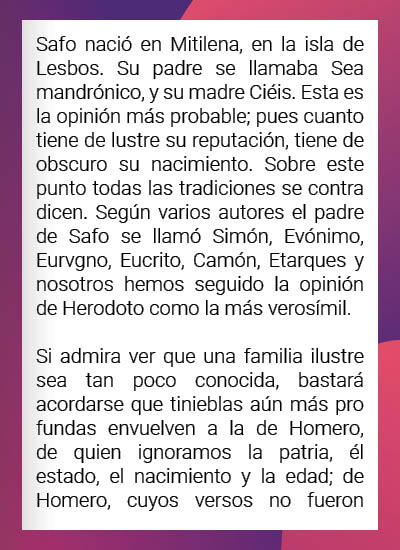 Safo nació en Mitilena, en la isla de
Lesbos. Su padre se llamaba Sea
mandrónico, y su madre Ciéis. Esta es
la opinión más probable; pues cuanto
tiene de lustre su reputación, tiene de
obscuro su nacimiento. Sobre este
punto todas las tradiciones se contra
dicen. Según varios autores el padre
de Safo se llamó Simón, Evónimo,
Eurvgno, Eucrito, Camón, Etarques y
nosotros hemos seguido la opinión
de Herodoto como la más verosímil.

Si admira ver que una familia ilustre
sea tan poco conocida, bastará
acordarse que tinieblas aún más pro
fundas envuelven a la de Homero,
de quien ignoramos la patria, él
estado, el nacimiento y la edad; de
Homero, cuyos versos no fueron